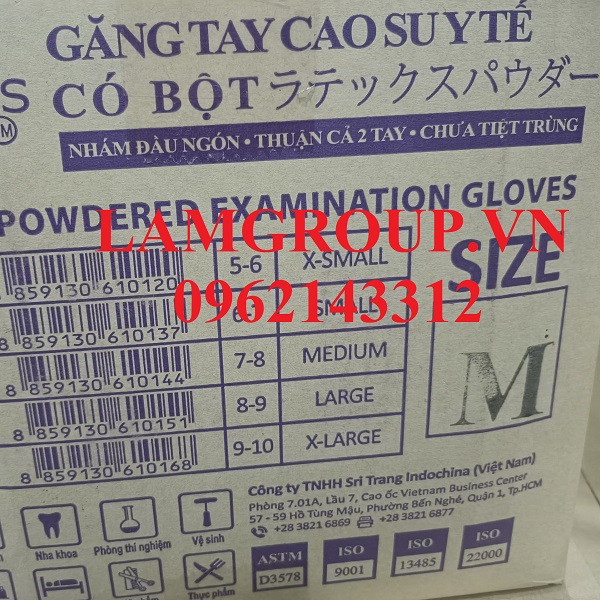 GĂNG TAY CAO SU Y TẾ
S CÓ BỘT ラテックスパウダー
NHÁM ĐẦU NGÓN • THUẬN CẢ 2 TAY • CHƯA TIỆT TRÙNG
POWDERED EXAMINATION GLOVES
LAMGROUP.VN
0962143312
SIZE
M
8 859130 610120 5-6 X-SMALL
8 859130 610137 SMALL
8 859130 610144 7-8 MEDIUM
8 859130 610151 8-9 LARGE
8 859130 610168 9-10 X-LARGE
Công ty TNHH Sri Trang Indochina (Việt Nam)
Phòng 7.01A, Lầu 7, Cao ốc Vietnam Business Center
57 - 59 Hồ Tùng Mậu, Phường Bến Nghé, Quận 1, Tp.HCM
+28 3821 6869 +28 3821 6877
Nha khoa Phòng thí nghiệm Vệ sinh
Thực phẩm
ASTM D3578
ISO 9001
ISO 13485
ISO 22000